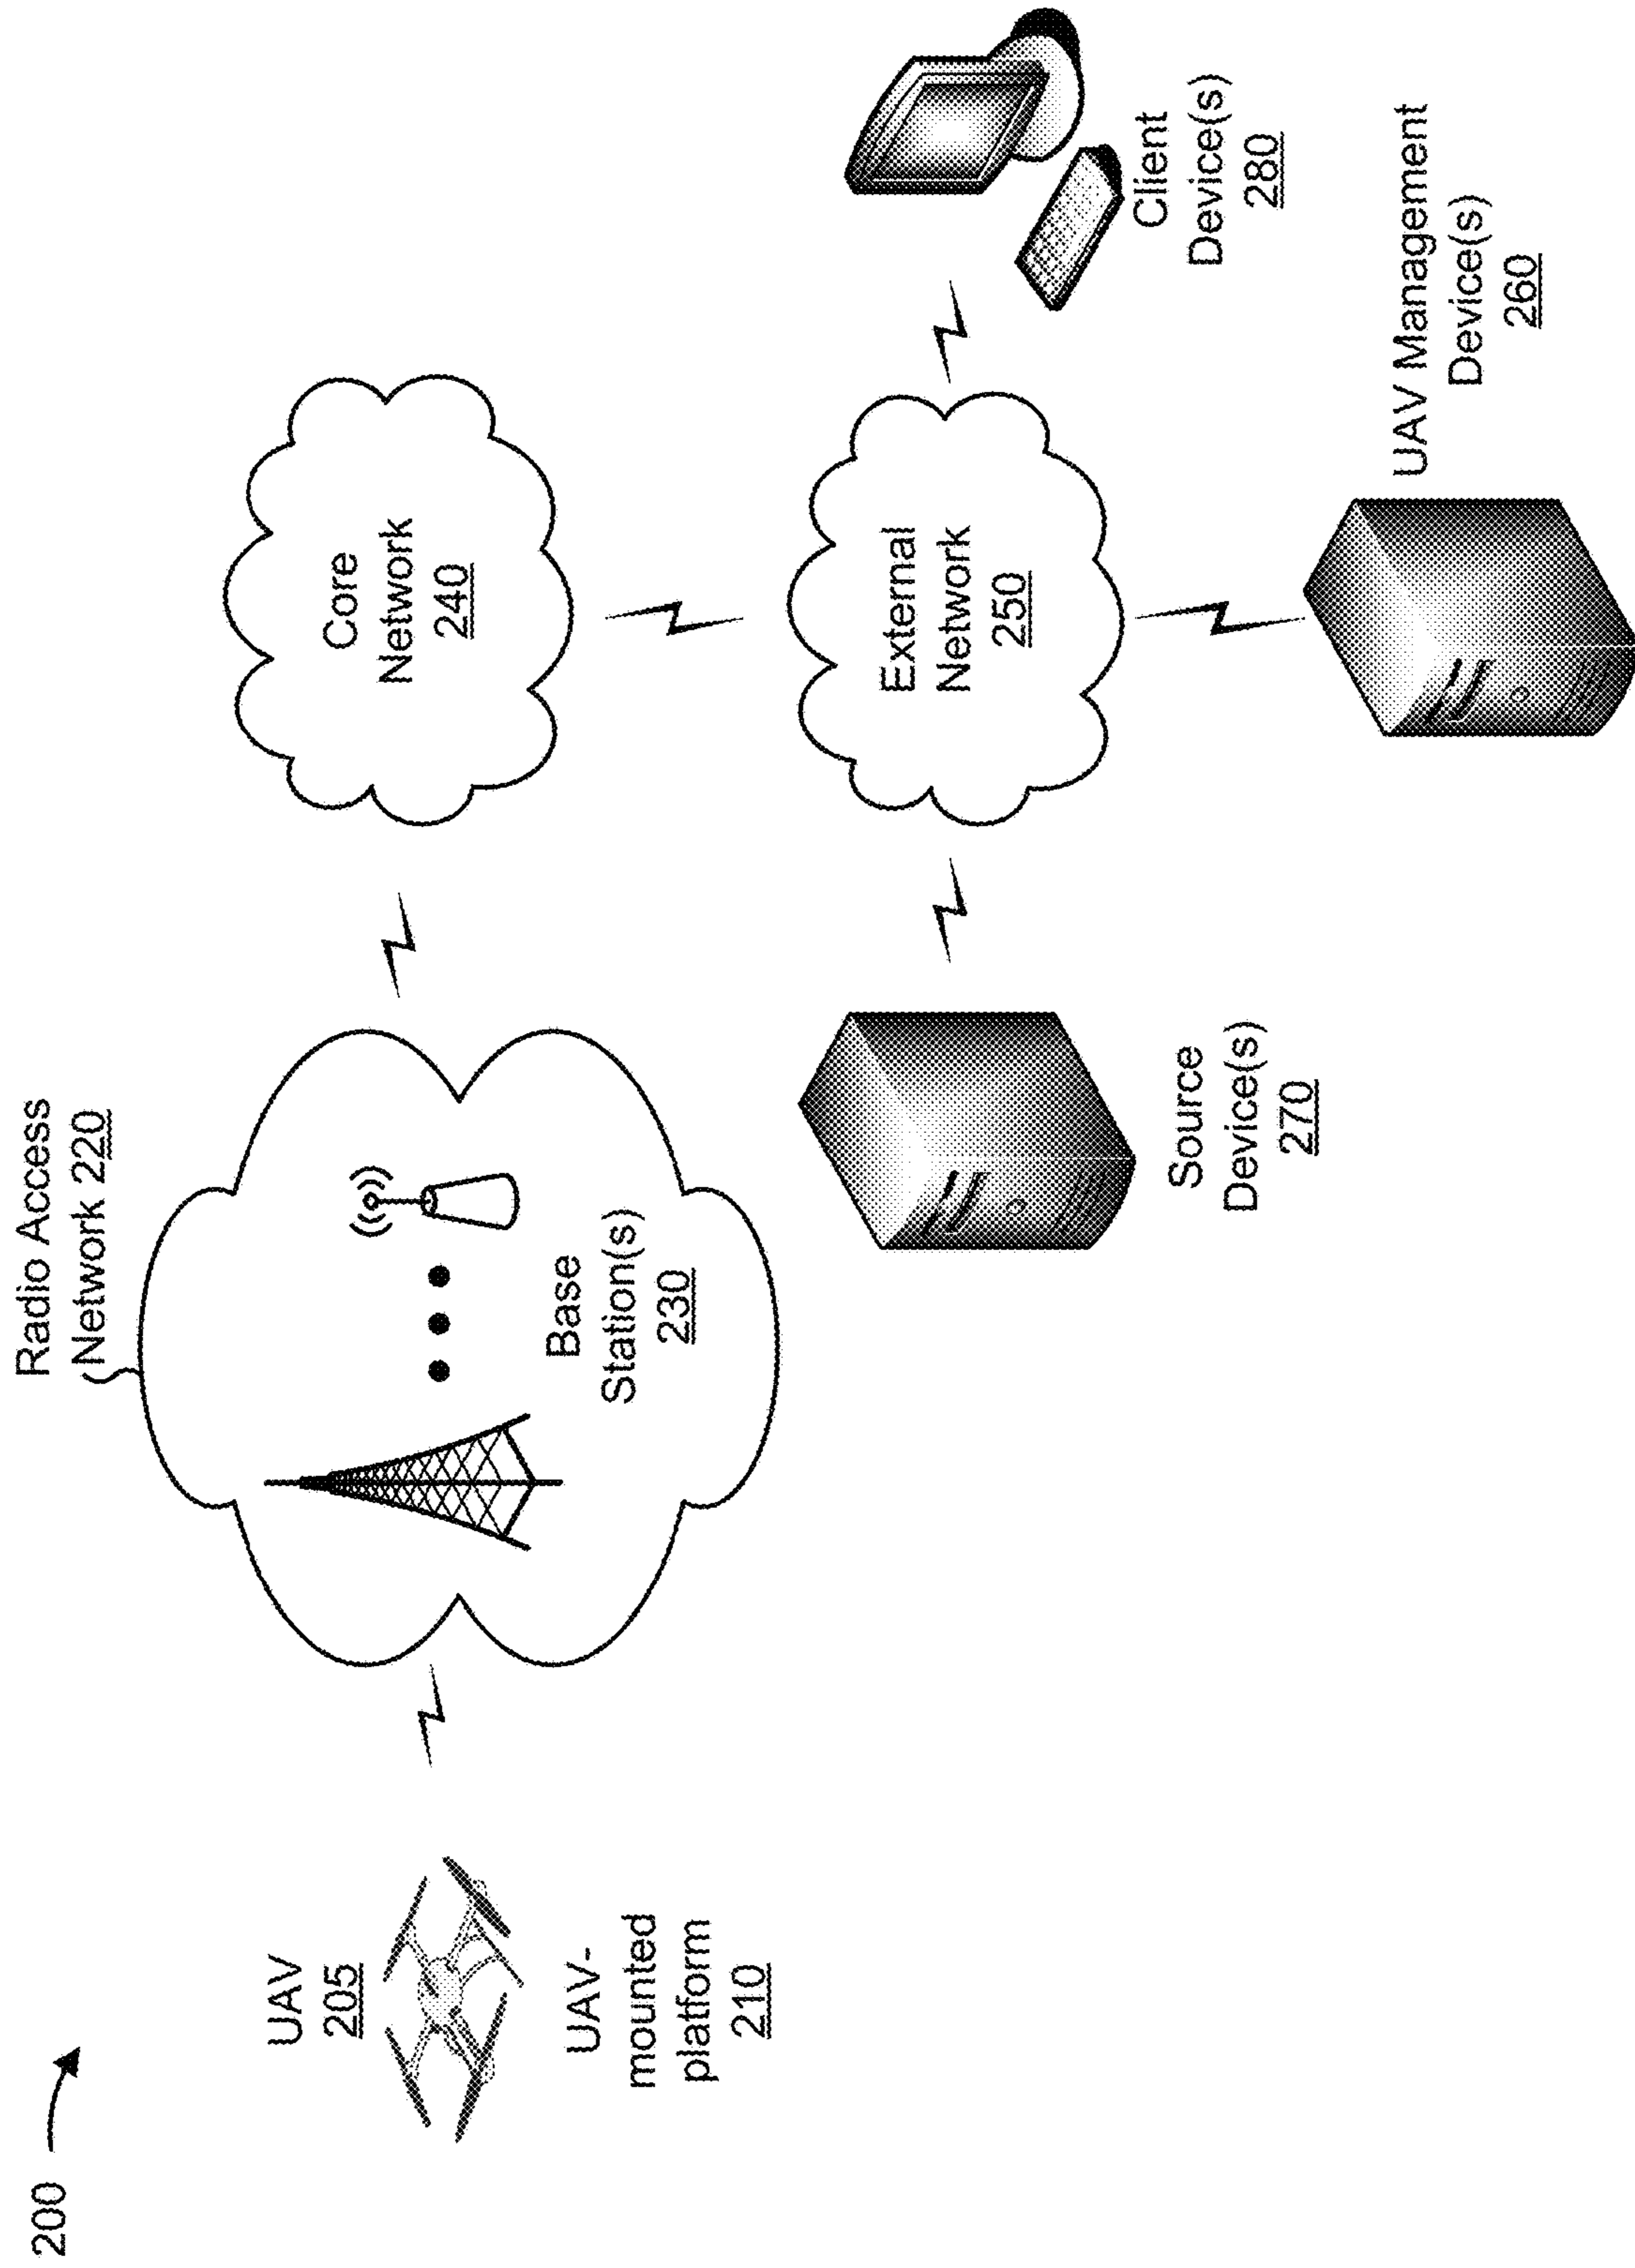 200
Radio Access
Network 220
UAV
205
UAV-
mounted
platform
210
Base
Station(s)
230
Core
Network
240
Source
Device(s)
270
External
Network
250
Client
Device(s)
280
UAV Management
Device(s)
260